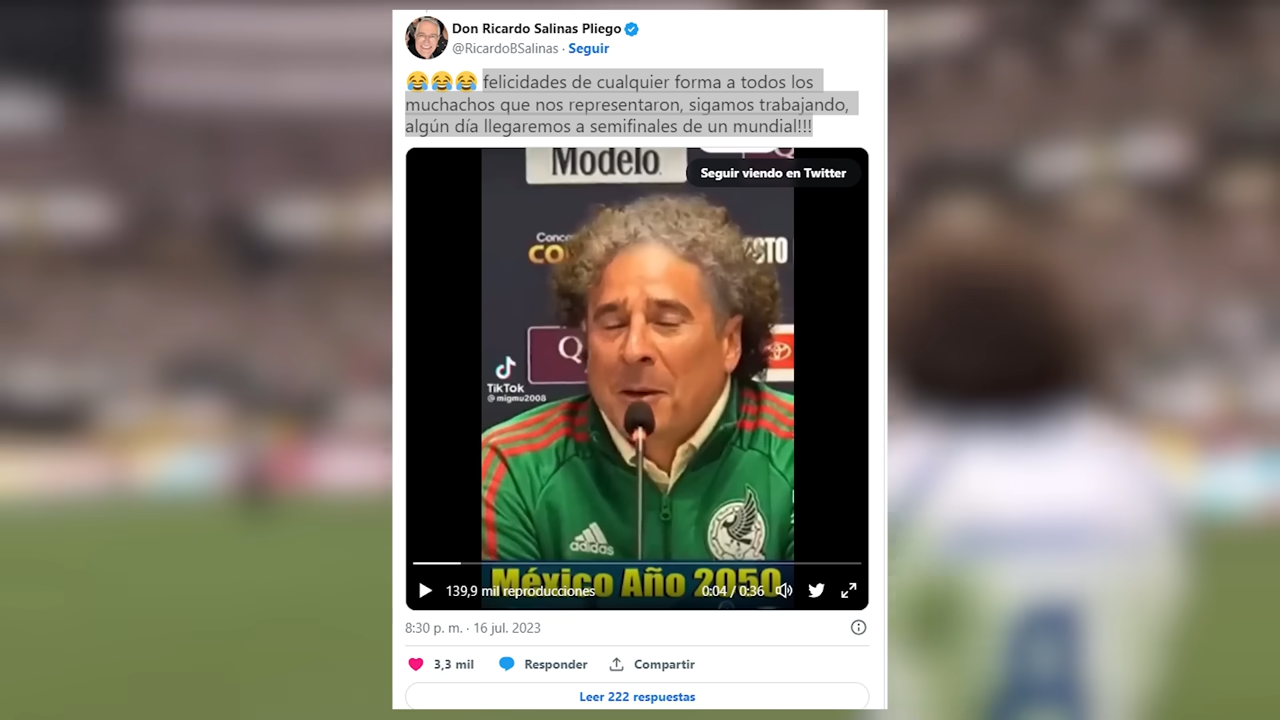 Don Ricardo Salinas Pliego
@RicardoBSalinas · Seguir
😂😂😂 felicidades de cualquier forma a todos los
muchachos que nos representaron, sigamos trabajando,
algún día llegaremos a semifinales de un mundial!!!
Modelo
Seguir viendo en Twitter
Q
TikTok
@migmu2008
adidas
México Año 2050
139,9 mil reproducciones
0:04 / 0:36
8:30 p. m. · 16 jul. 2023
3,3 mil
Responder
Compartir
Leer 222 respuestas